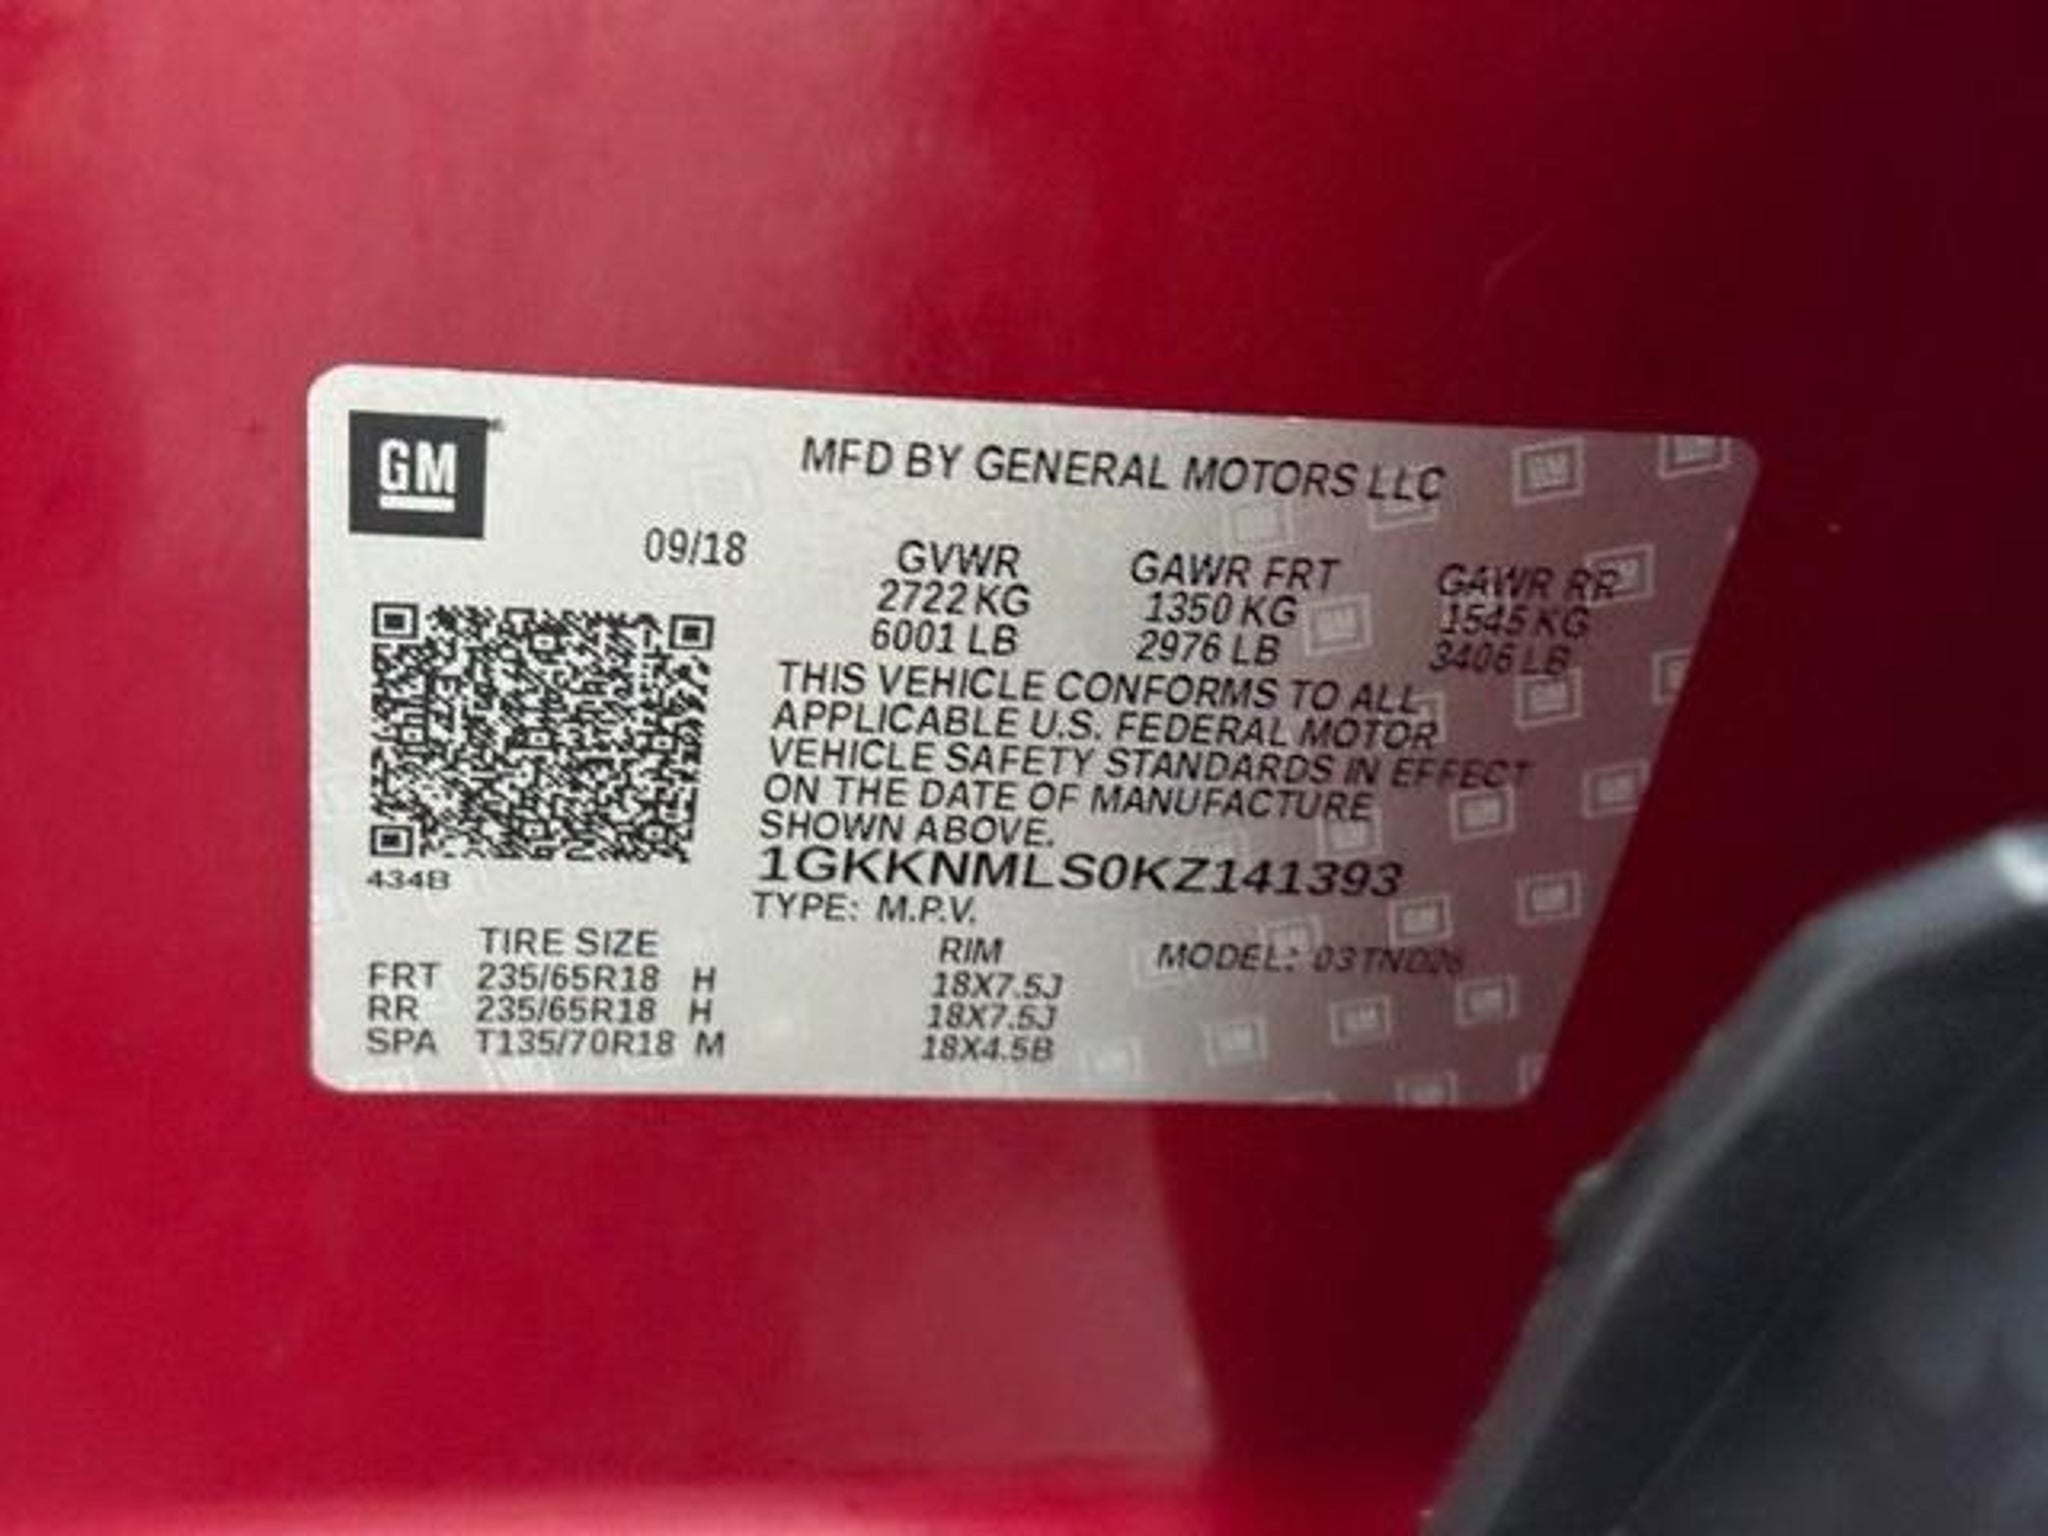 GM
MFD BY GENERAL MOTORS LLC
09/18 GVWR GAWR FRT GAWR RR
2722 KG 1350 KG 1545 KG
6001 LB 2976 LB 3406 LB
THIS VEHICLE CONFORMS TO ALL
APPLICABLE U.S. FEDERAL MOTOR
VEHICLE SAFETY STANDARDS IN EFFECT
ON THE DATE OF MANUFACTURE
SHOWN ABOVE.
434B
1GKKNMLS0KZ141393
TYPE: M.P.V.
TIRE SIZE RIM MODEL: 03TND26
FRT 235/65R18 H 18X7.5J
RR 235/65R18 H 18X7.5J
SPA T135/70R18 M 18X4.5B